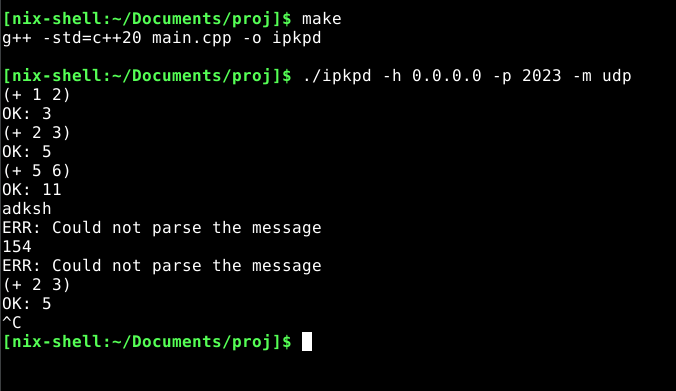 [nix-shell:~/Documents/proj]$ make
g++ -std=c++20 main.cpp -o ipkpd
[nix-shell:~/Documents/proj]$ ./ipkpd -h 0.0.0.0 -p 2023 -m udp
(+ 1 2)
OK: 3
(+ 2 3)
OK: 5
(+ 5 6)
OK: 11
adksh
ERR: Could not parse the message
154
ERR: Could not parse the message
(+ 2 3)
OK: 5
^C
[nix-shell:~/Documents/proj]$